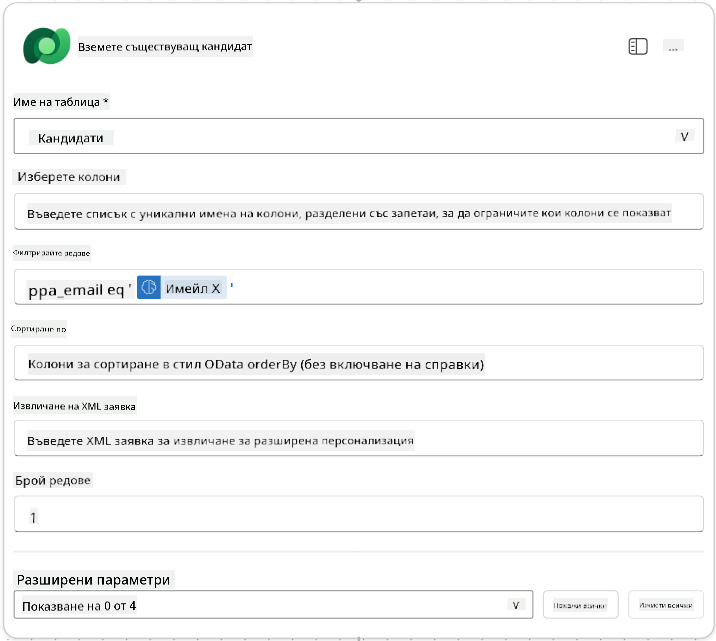 Вземете съществуващ кандидат
...
Име на таблица *
Кандидати
Изберете колони
Въведете списък с уникални имена на колони, разделени със запетаи, за да ограничите кои колони се показват
Филтрирайте редове
ppa_email eq ' Имейл X '
Сортиране по
Колони за сортиране в стил OData orderBy (без включване на справки)
Извличане на XML заявка
Въведете XML заявка за извличане за разширена персонализация
Брой редове
1
Разширени параметри
Показване на 0 от 4 V Покажи всички Изчисти всички